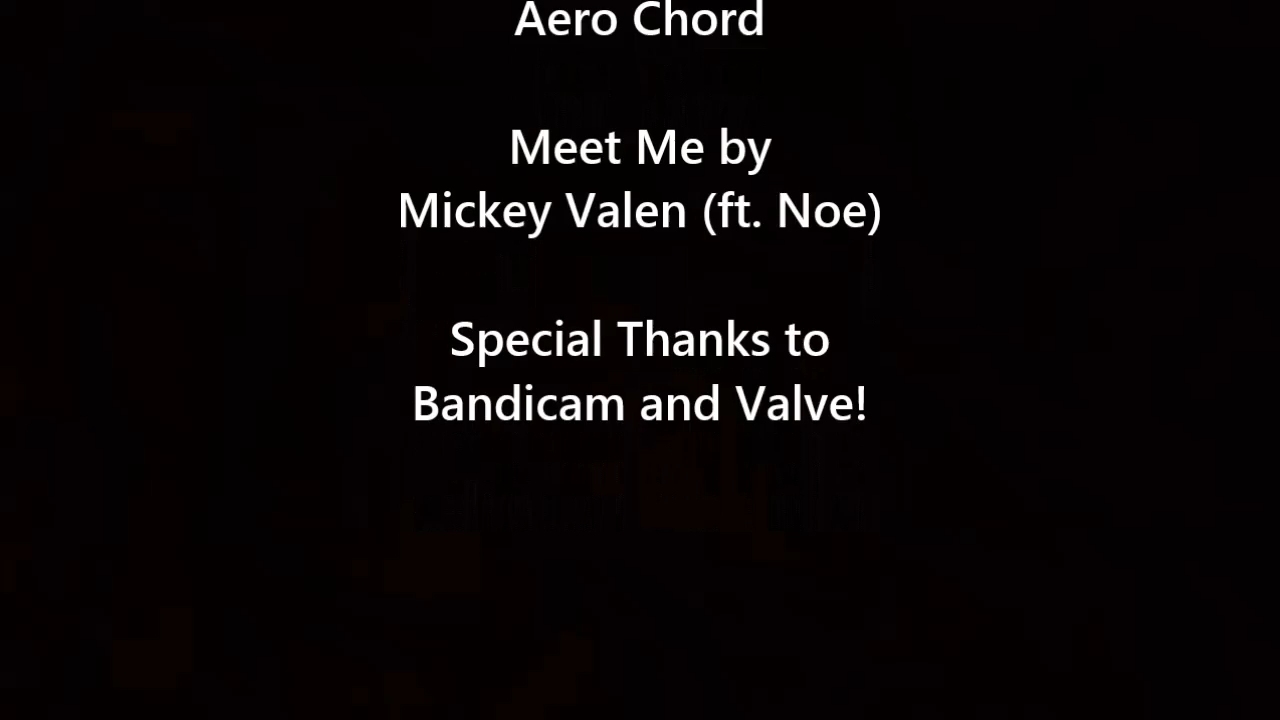 Aero Chord
Meet Me by
Mickey Valen (ft. Noe)
Special Thanks to
Bandicam and Valve!